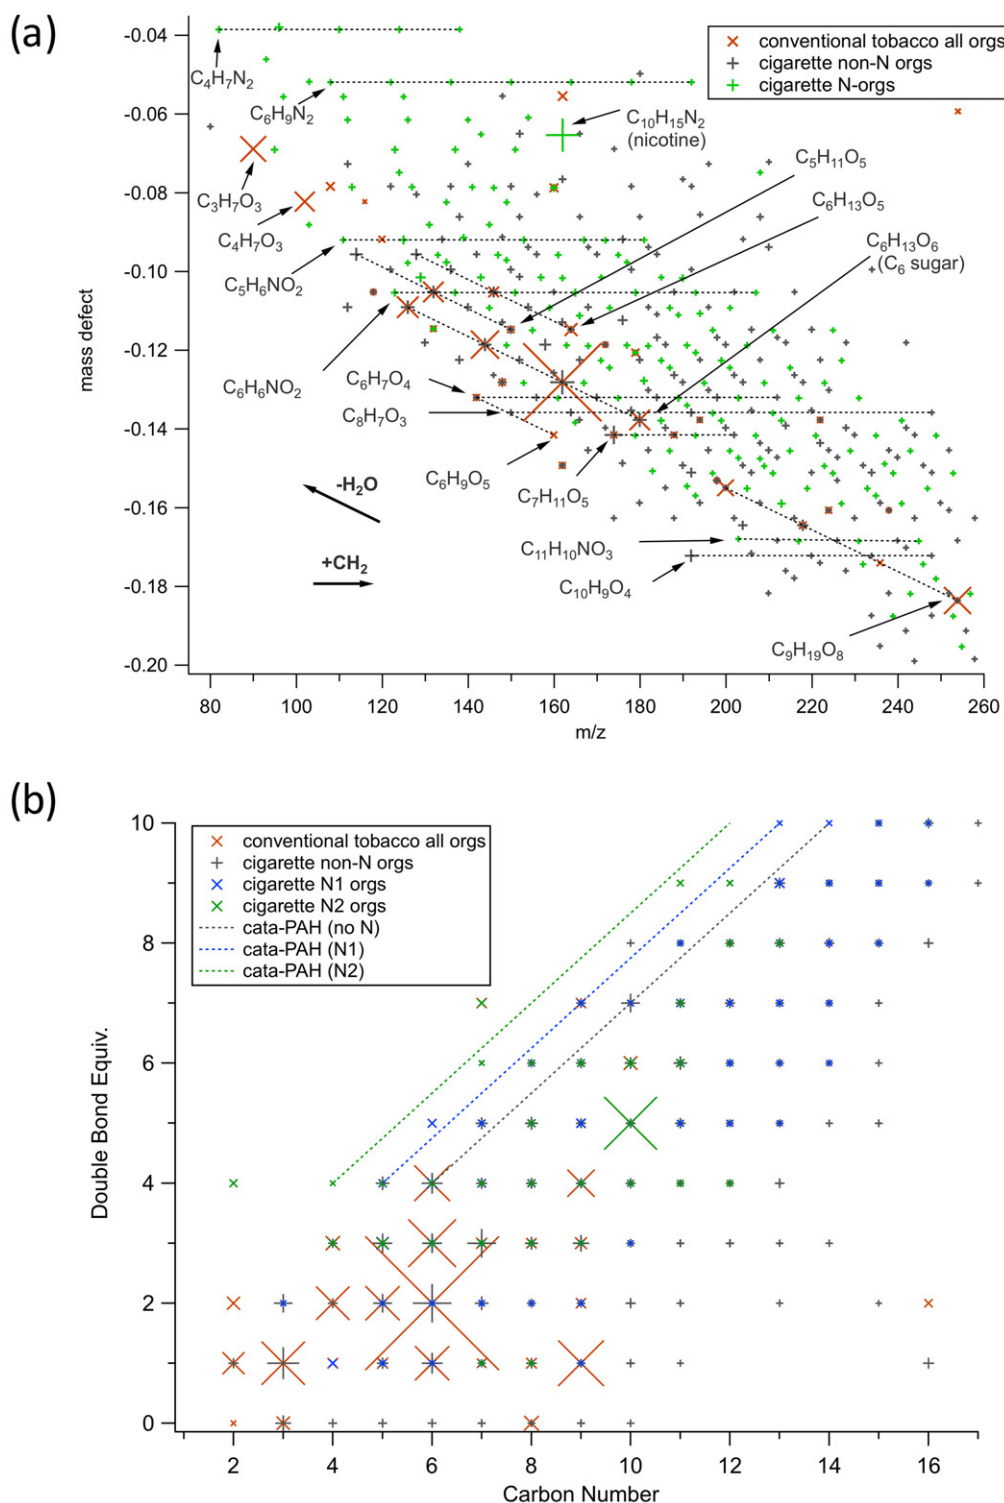 (a)
-0.04
-0.06
-0.08
-0.10
-0.12
-0.14
-0.16
-0.18
-0.20
mass defect
80
100
120
140
160
180
200
220
240
260
m/z
conventional tobacco all orgs
cigarette non-N orgs
cigarette N-orgs
C₄H₇N₂
C₆H₉N₂
C₁₀H₁₅N₂
(nicotine)
C₅H₁₁O₅
C₃H₇O₃
C₆H₁₃O₅
C₄H₇O₃
C₆H₁₃O₆
(C₆ sugar)
C₅H₆NO₂
C₆H₆NO₂
C₆H₇O₄
C₈H₇O₃
C₆H₉O₅
C₇H₁₁O₅
-H₂O
C₁₁H₁₀NO₃
+CH₂
C₁₀H₉O₄
C₉H₁₉O₈
(b)
10
8
6
4
2
0
Double Bond Equiv.
conventional tobacco all orgs
cigarette non-N orgs
cigarette N1 orgs
cigarette N2 orgs
cata-PAH (no N)
cata-PAH (N1)
cata-PAH (N2)
2
4
6
8
10
12
14
16
Carbon Number